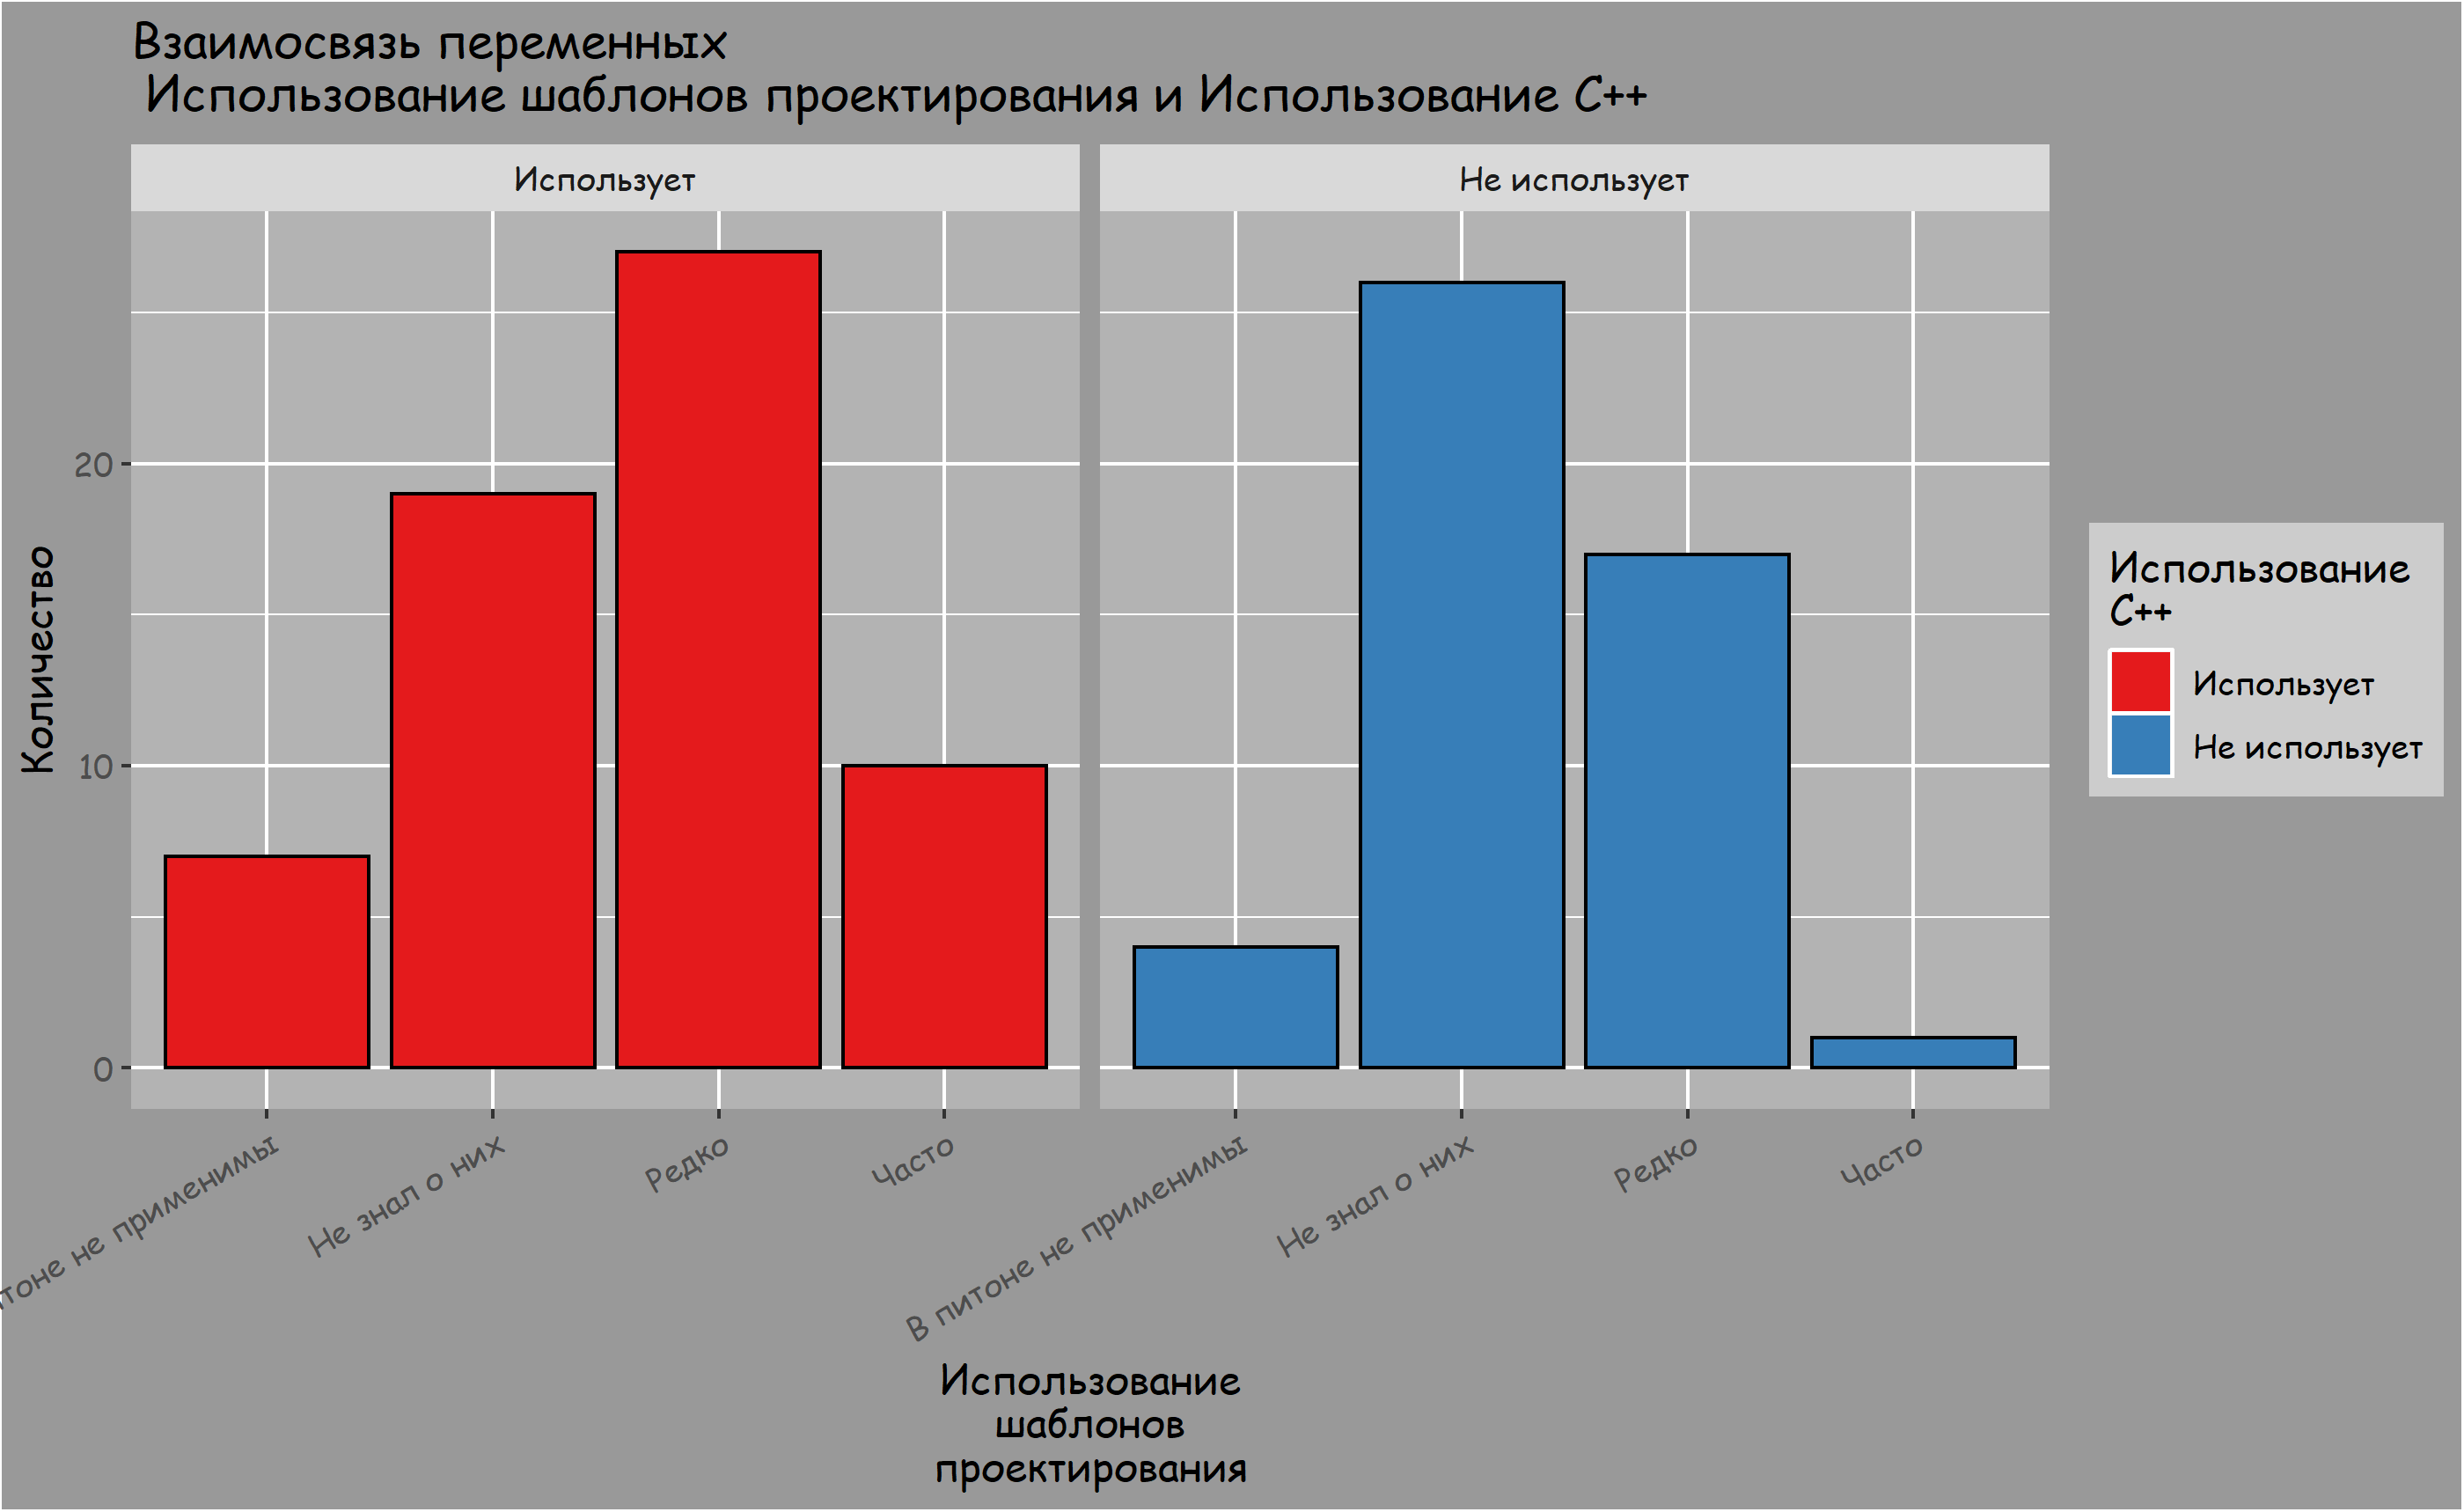 Взаимосвязь переменных
Использование шаблонов проектирования и Использование C++
Использует
Не использует
Количество
20
10
0
не применимы
Не знал о них
Редко
Часто
В питоне не применимы
Не знал о них
Редко
Часто
Использование
шаблонов
проектирования
Использование
C++
Использует
Не использует